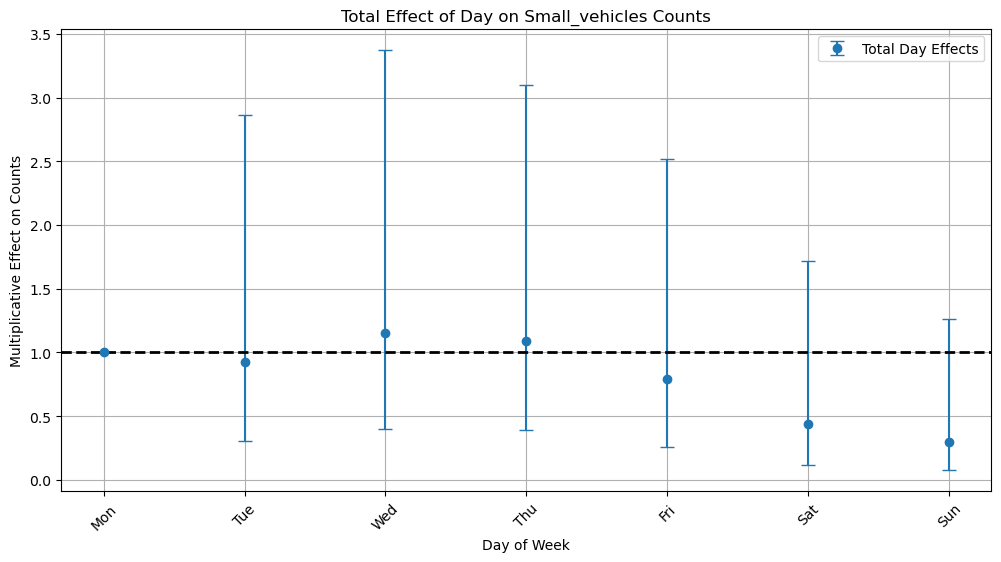 Total Effect of Day on Small_vehicles Counts
Total Day Effects
Multiplicative Effect on Counts
3.5
3.0
2.5
2.0
1.5
1.0
0.5
0.0
Mon
Tue
Wed
Thu
Fri
Sat
Sun
Day of Week